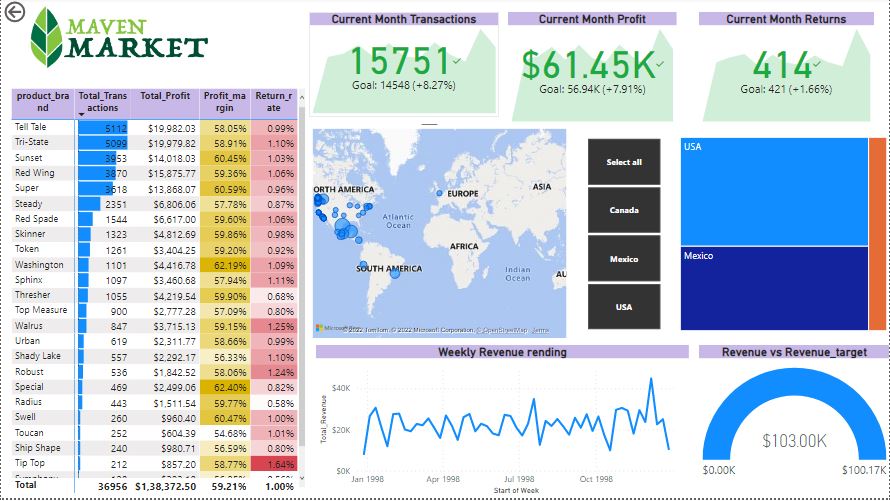 MAVEN
MARKET
Current Month Transactions
15751
Goal: 14548 (+8.27%)
Current Month Profit
$61.45K
Goal: 56.94K (+7.91%)
Current Month Returns
414
Goal: 421 (+1.66%)
product_bra
nd
Total_Trans
actions
Total_Profit
Profit_m
argin
Return_r
ate
Tell Tale 5112 $19,982.03 58.05% 0.99%
Tri-State 5099 $19,979.82 58.91% 1.10%
Sunset 3953 $14,018.03 60.45% 1.03%
Red Wing 3870 $15,875.77 59.36% 1.06%
Super 3618 $13,868.07 60.59% 0.96%
Steady 2351 $6,806.06 57.78% 0.87%
Red Spade 1544 $6,617.00 59.60% 1.06%
Skinner 1323 $4,812.69 59.86% 0.98%
Token 1261 $3,404.25 59.20% 0.92%
Washington 1101 $4,416.78 62.19% 1.09%
Sphinx 1097 $3,460.68 57.94% 1.11%
Thresher 1055 $4,219.54 59.90% 0.68%
Top Measure 900 $2,777.28 57.09% 0.80%
Walrus 847 $3,715.13 59.15% 1.25%
Urban 619 $2,311.77 58.66% 0.99%
Shady Lake 557 $2,292.17 56.33% 1.10%
Robust 536 $1,842.52 58.06% 1.24%
Special 469 $2,499.06 62.40% 0.82%
Radius 443 $1,511.54 59.77% 0.58%
Swell 260 $960.40 60.47% 1.00%
Toucan 252 $604.39 54.68% 1.01%
Ship Shape 240 $980.71 56.59% 0.80%
Tip Top 212 $857.20 58.77% 1.64%
Total 36956 $1,38,372.50 59.21% 1.00%
ORTH AMERICA
EUROPE
ASIA
Atlantic
Ocean
AFRICA
SOUTH AMERICA
Indian
Ocean
AU
© 2022 TomTom, © 2022 Microsoft Corporation, © OpenStreetMap Terms
Select all
Canada
Mexico
USA
USA
Mexico
Weekly Revenue rending
Total_Revenue
$40K
$20K
$0K
Jan 1998 Apr 1998 Jul 1998 Oct 1998
Start of Week
Revenue vs Revenue_target
$103.00K
$0.00K $100.17K